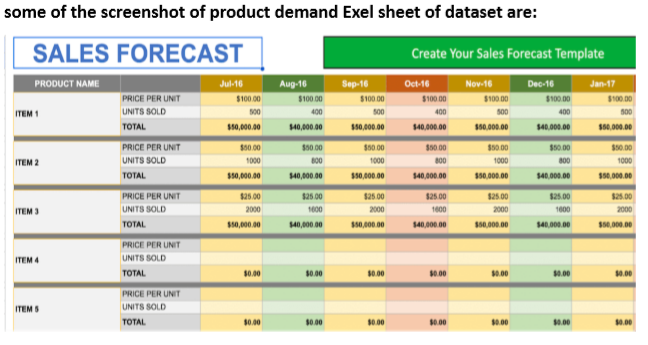 some of the screenshot of product demand Exel sheet of dataset are:
SALES FORECAST
Create Your Sales Forecast Template
PRODUCT NAME Jul-16 Aug-16 Sep-16 Oct-16 Nov-16 Dec-16 Jan-17
PRICE PER UNIT $100.00 $100.00 $100.00 $100.00 $100.00 $100.00 $100.00
ITEM 1
UNITS SOLD 500 400 500 400 500 400 500
TOTAL $50,000.00 $40,000.00 $50,000.00 $40,000.00 $50,000.00 $40,000.00 $50,000.00
PRICE PER UNIT $50.00 $50.00 $50.00 $50.00 $50.00 $50.00 $50.00
ITEM 2
UNITS SOLD 1000 800 1000 800 1000 800 1000
TOTAL $50,000.00 $40,000.00 $50,000.00 $40,000.00 $50,000.00 $40,000.00 $50,000.00
PRICE PER UNIT $25.00 $25.00 $25.00 $25.00 $25.00 $25.00 $25.00
ITEM 3
UNITS SOLD 2000 1600 2000 1600 2000 1600 2000
TOTAL $50,000.00 $40,000.00 $50,000.00 $40,000.00 $50,000.00 $40,000.00 $50,000.00
PRICE PER UNIT
ITEM 4
UNITS SOLD
TOTAL $0.00 $0.00 $0.00 $0.00 $0.00 $0.00 $0.00
PRICE PER UNIT
ITEM 5
UNITS SOLD
TOTAL $0.00 $0.00 $0.00 $0.00 $0.00 $0.00 $0.00